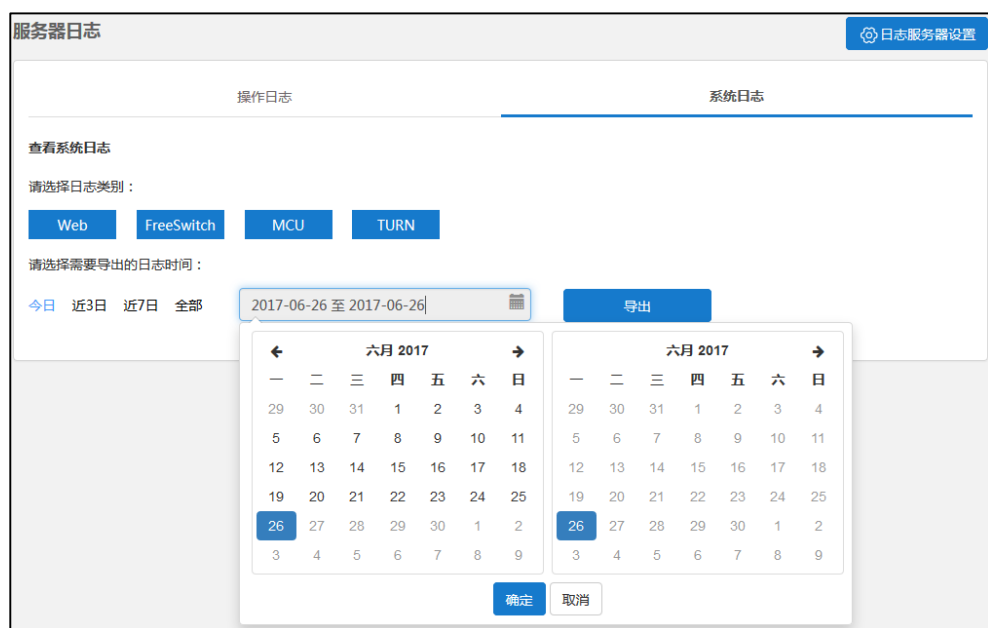 服务器日志
日志服务器设置
操作日志 系统日志
查看系统日志
请选择日志类别：
Web FreeSwitch MCU TURN
请选择需要导出的日志时间：
今日 近3日 近7日 全部 2017-06-26 至 2017-06-26 导出
六月 2017 六月 2017
一 二 三 四 五 六 日 一 二 三 四 五 六 日
29 30 31 1 2 3 4 29 30 31 1 2 3 4
5 6 7 8 9 10 11 5 6 7 8 9 10 11
12 13 14 15 16 17 18 12 13 14 15 16 17 18
19 20 21 22 23 24 25 19 20 21 22 23 24 25
26 27 28 29 30 1 2 26 27 28 29 30 1 2
3 4 5 6 7 8 9 3 4 5 6 7 8 9
确定 取消